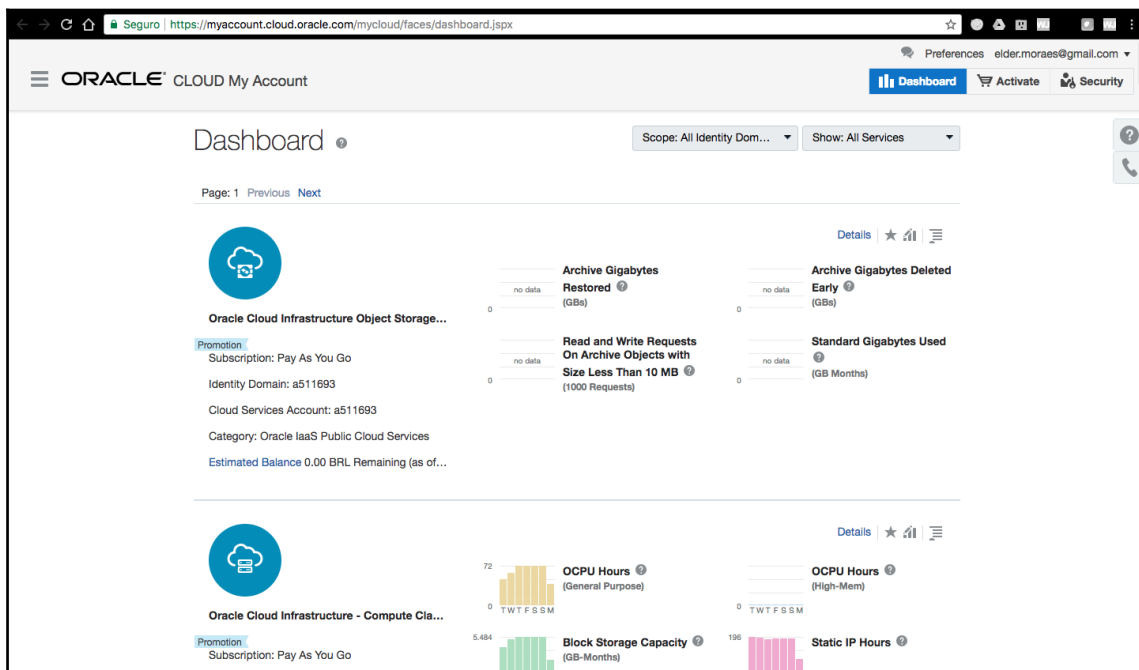 Seguro | https://myaccount.cloud.oracle.com/mycloud/faces/dashboard.jspx
Preferences elder.moraes@gmail.com
ORACLE CLOUD My Account
Dashboard Activate Security
Dashboard
Scope: All Identity Dom... Show: All Services
Page: 1 Previous Next
Details
Archive Gigabytes
Restored
(GBs)
no data
0
Archive Gigabytes Deleted
Early
(GBs)
no data
0
Oracle Cloud Infrastructure Object Storage...
Promotion
Subscription: Pay As You Go
Identity Domain: a511693
Cloud Services Account: a511693
Category: Oracle IaaS Public Cloud Services
Estimated Balance 0.00 BRL Remaining (as of...
Read and Write Requests
On Archive Objects with
Size Less Than 10 MB
(1000 Requests)
no data
0
Standard Gigabytes Used
(GB Months)
no data
0
Details
72
0
T W T F S S M
OCPU Hours
(General Purpose)
OCPU Hours
(High-Mem)
0
T W T F S S M
Oracle Cloud Infrastructure - Compute Cla...
Promotion
Subscription: Pay As You Go
5.484
Block Storage Capacity
(GB-Months)
196
Static IP Hours